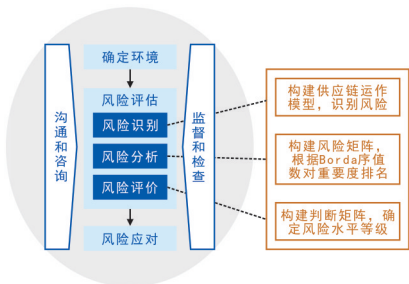 确定环境
风险评估
风险识别
风险分析
风险评价
风险应对
沟通和咨询
监督和检查
构建供应链运作
模型，识别风险
构建风险矩阵，
根据Borda序值
数对重要度排名
构建判断矩阵，确
定风险水平等级